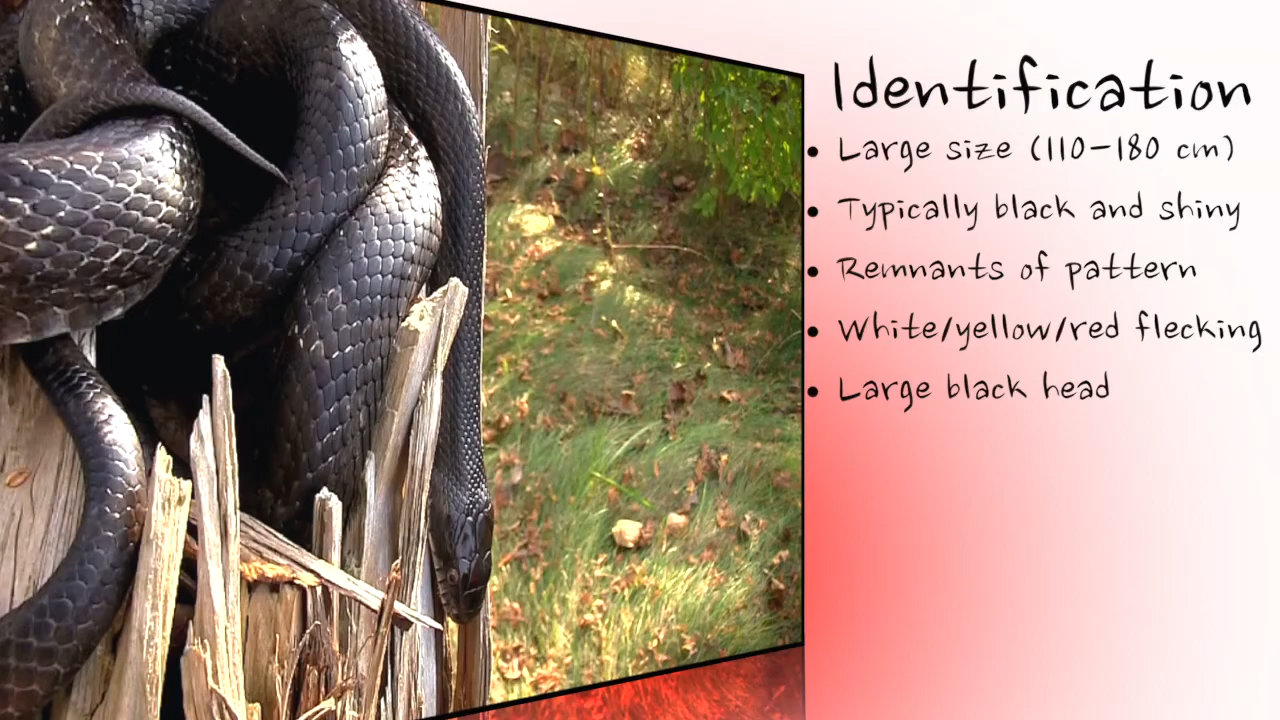 Identification
• Large size (110-180 cm)
• Typically black and shiny
• Remnants of pattern
• White/yellow/red flecking
• Large black head